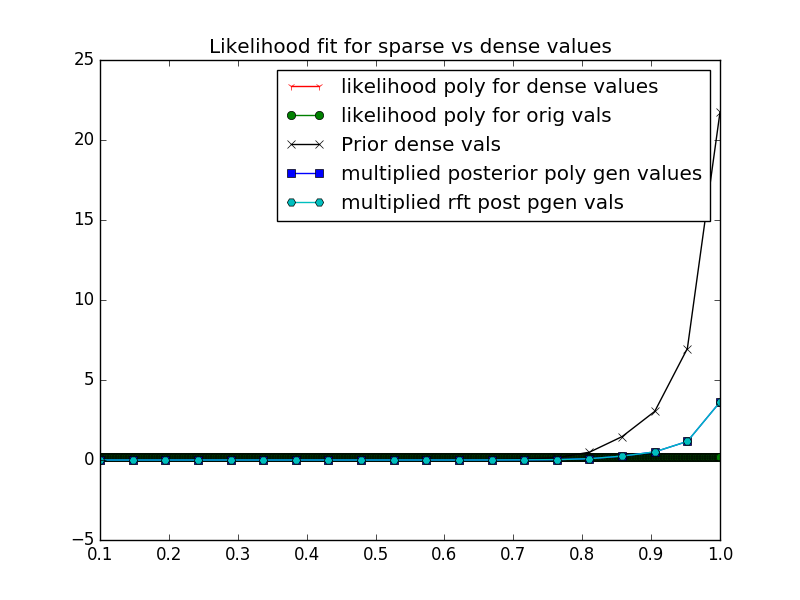 Likelihood fit for sparse vs dense values
25
20
15
10
5
0
−5
likelihood poly for dense values
likelihood poly for orig vals
Prior dense vals
multiplied posterior poly gen values
multiplied rft post pgen vals
0.1 0.2 0.3 0.4 0.5 0.6 0.7 0.8 0.9 1.0